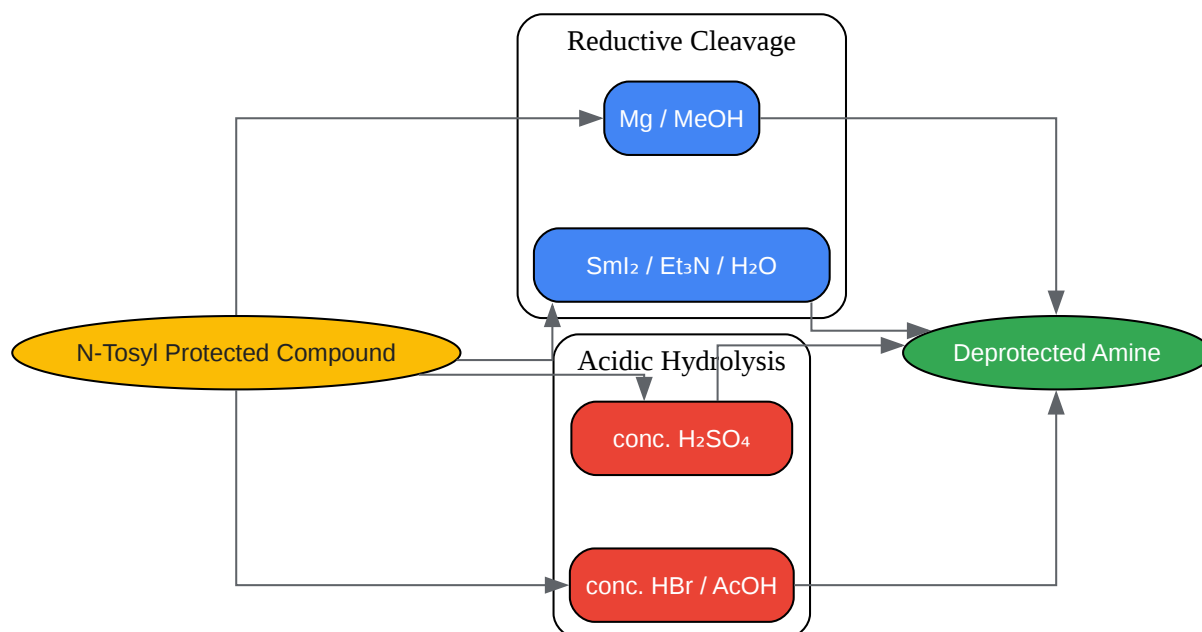 Reductive Cleavage
Mg / MeOH
SmI₂ / Et₃N / H₂O
N-Tosyl Protected Compound
Deprotected Amine
Acidic Hydrolysis
conc. H₂SO₄
conc. HBr / AcOH